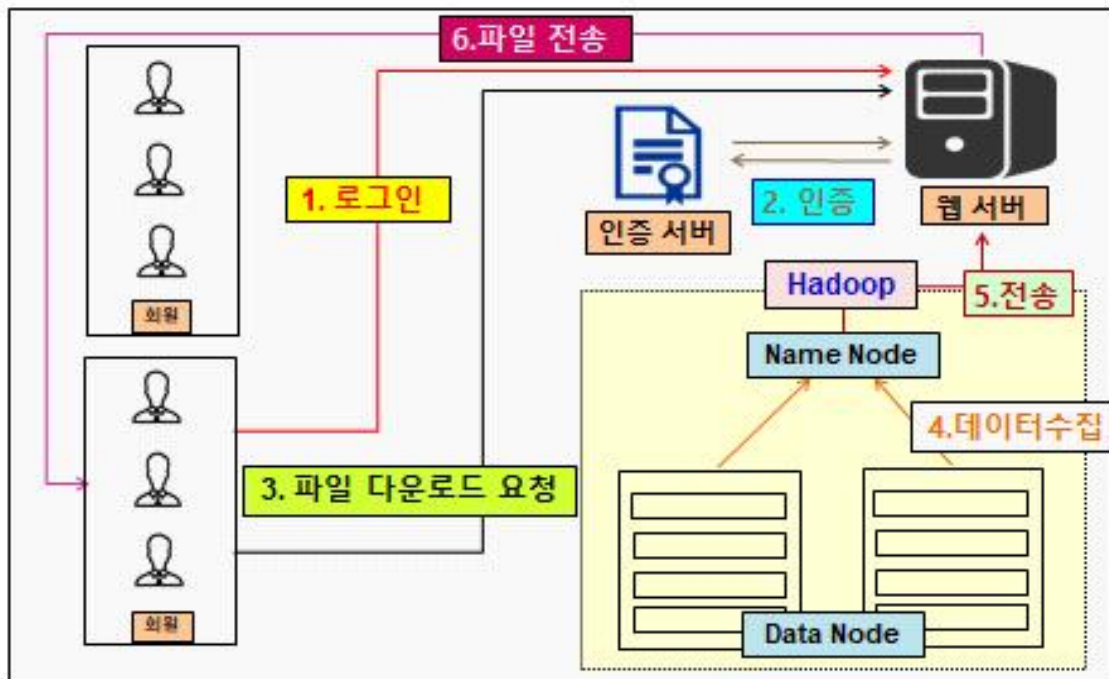 6.파일 전송
1. 로그인
2. 인증
인증 서버
웹 서버
회원
Hadoop
5.전송
Name Node
4.데이터수집
3. 파일 다운로드 요청
Data Node
회원